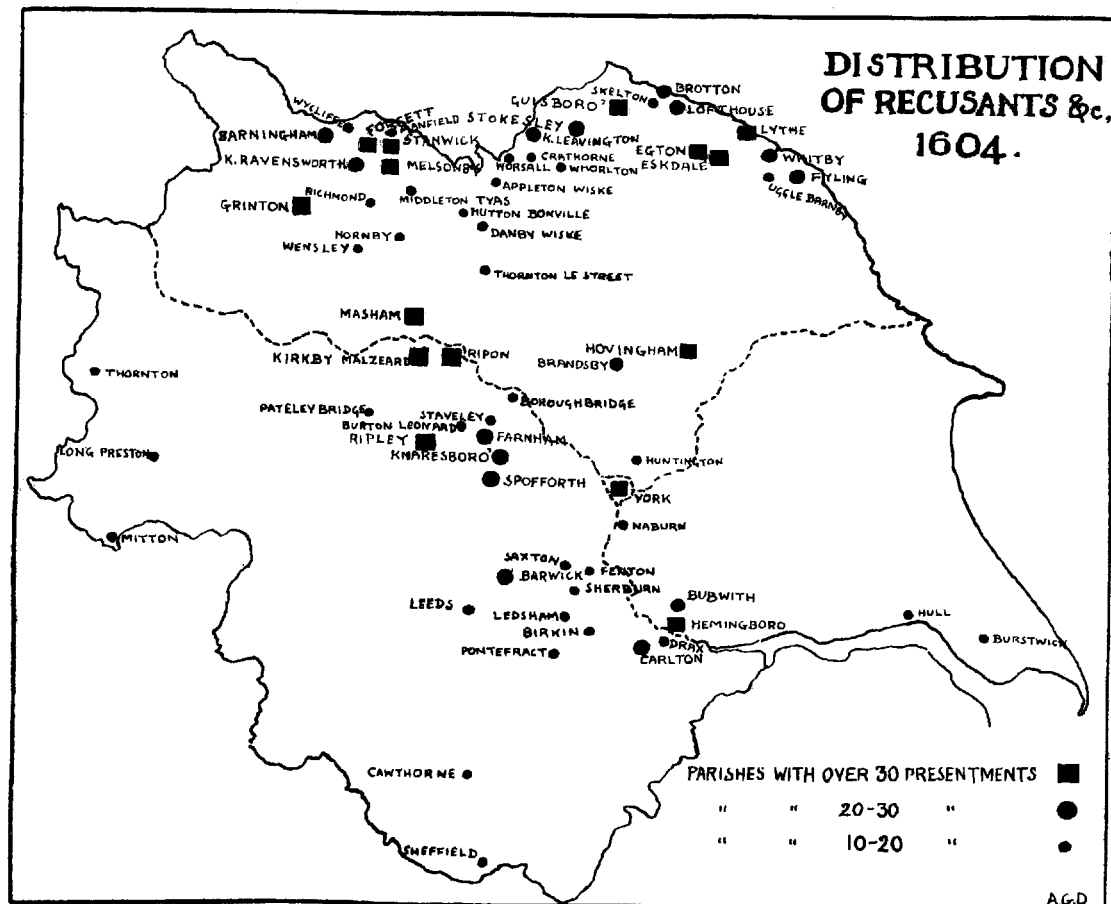 DISTRIBUTION
OF RECUSANTS &c,
1604.
BROTTON
SKELTON
GUISBORO'
LOFTHOUSE
WYCLIFFE
FORCETT
MANFIELD
STOKESLEY
BARNINGHAM
STANWICK
K.LEAVINGTON
LYTHE
EGTON
ESKDALE
WHITBY
K.RAVENSWORTH
MELSONBY
WORSALL
CRATHORNE
WHORLTON
FYLING
UGGLE BARNBY
APPLETON WISKE
MIDDLETON TYAS
RICHMOND
GRINTON
HUTTON BONVILLE
DANBY WISKE
HORNBY
WENSLEY
THORNTON LE STREET
MASHAM
KIRKBY MALZEARD
RIPON
HOVINGHAM
BRANDSBY
THORNTON
BOROUGHBRIDGE
PATELEY BRIDGE
STAVELEY
BURTON LEONARD
RIPLEY
FARNHAM
KNARESBORO'
LONG PRESTON
HUNTINGTON
SPOFFORTH
YORK
NABURN
MITTON
SAXTON
BARWICK
FENTON
SHERBURN
BUBWITH
LEEDS
LEDSHAM
HEMINGBORO
HULL
BIRKIN
DRAX
BURSTWICK
PONTEFRACT
CARLTON
CAWTHORNE
SHEFFIELD
PARISHES WITH OVER 30 PRESENTMENTS
" " 20-30 "
" " 10-20 "
A.G.D